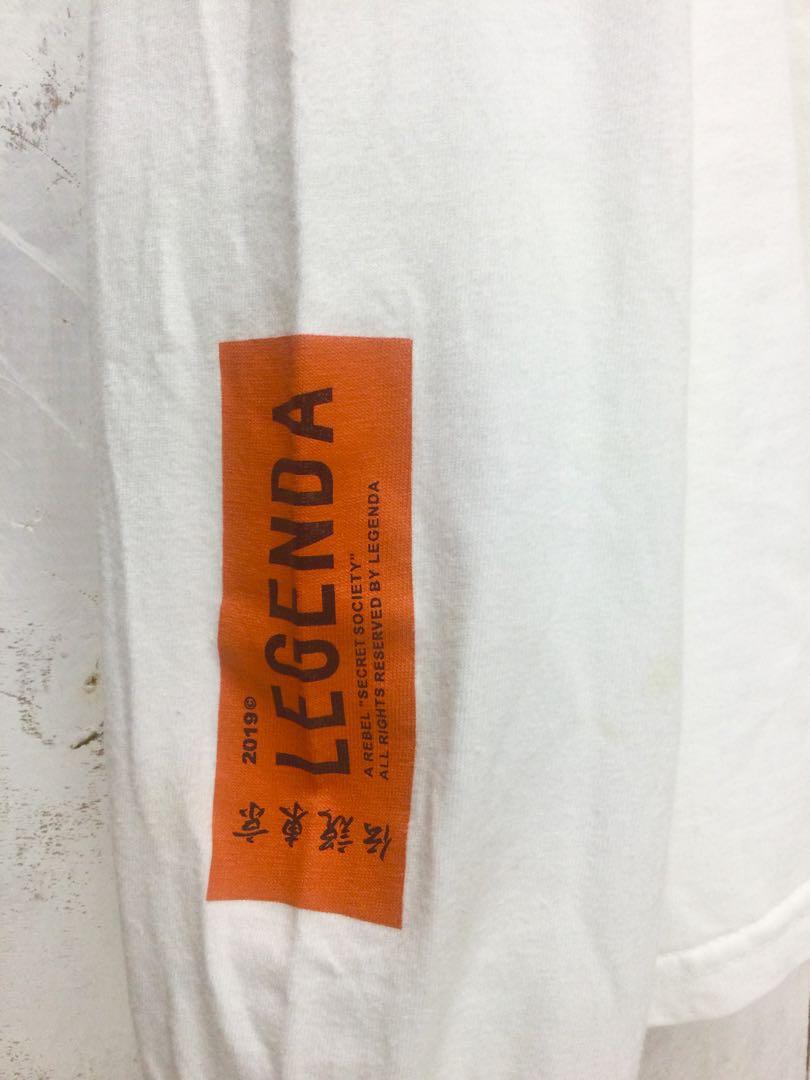 2019©
LEGENDA
A REBEL "SECRET SOCIETY"
ALL RIGHTS RESERVED BY LEGENDA